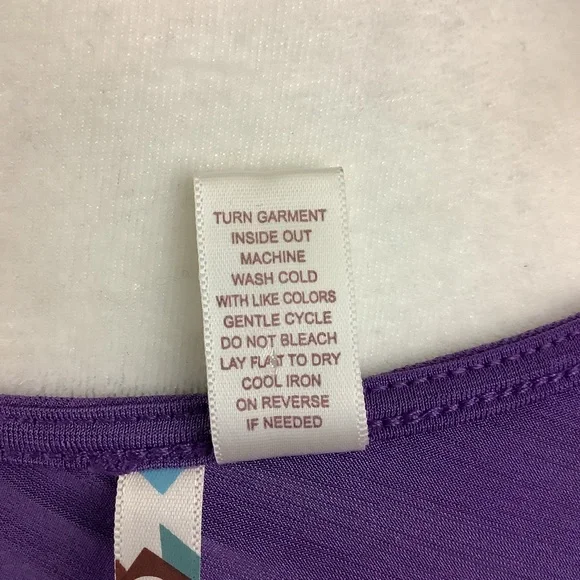 TURN GARMENT
INSIDE OUT
MACHINE
WASH COLD
WITH LIKE COLORS
GENTLE CYCLE
DO NOT BLEACH
LAY FLAT TO DRY
COOL IRON
ON REVERSE
IF NEEDED